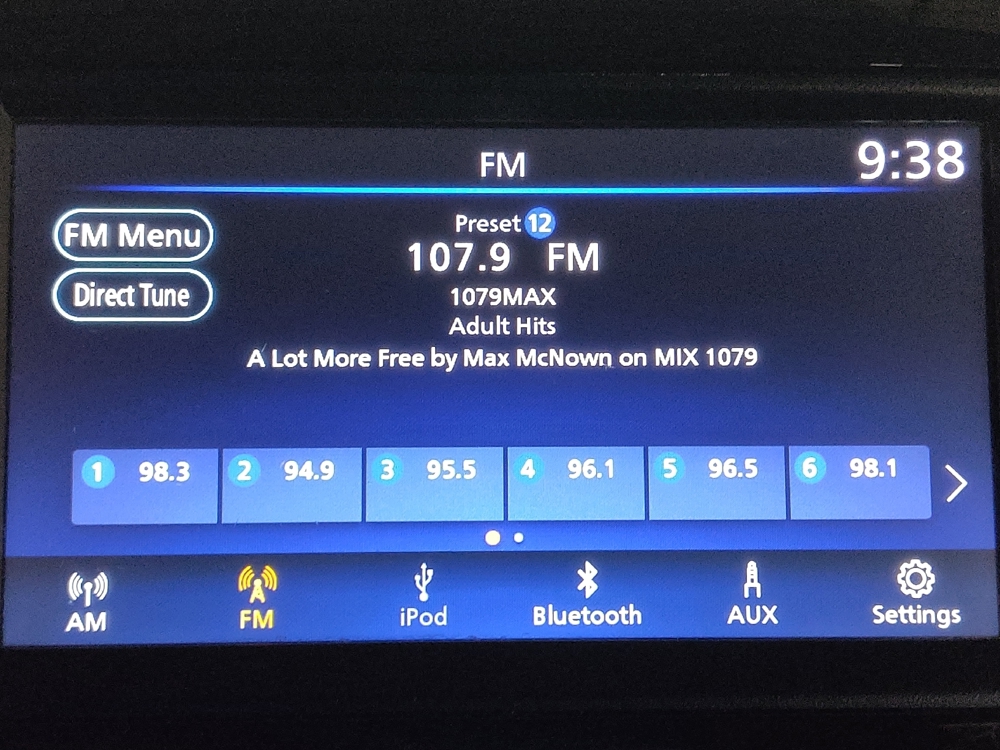 FM
9:38
FM Menu
Preset 12
107.9 FM
Direct Tune
1079MAX
Adult Hits
A Lot More Free by Max McNown on MIX 1079
1 98.3 2 94.9 3 95.5 4 96.1 5 96.5 6 98.1
AM FM iPod Bluetooth AUX Settings